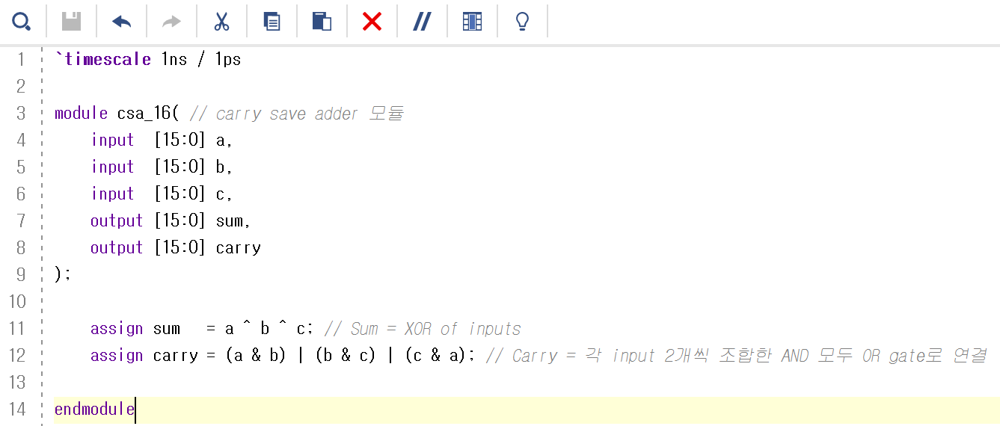 1 `timescale 1ns / 1ps
2
3 module csa_16( // carry save adder 모듈
4     input  [15:0] a,
5     input  [15:0] b,
6     input  [15:0] c,
7     output [15:0] sum,
8     output [15:0] carry
9 );
10
11     assign sum   = a ^ b ^ c; // Sum = XOR of inputs
12     assign carry = (a & b) | (b & c) | (c & a); // Carry = 각 input 2개씩 조합한 AND 모두 OR gate로 연결
13
14 endmodule